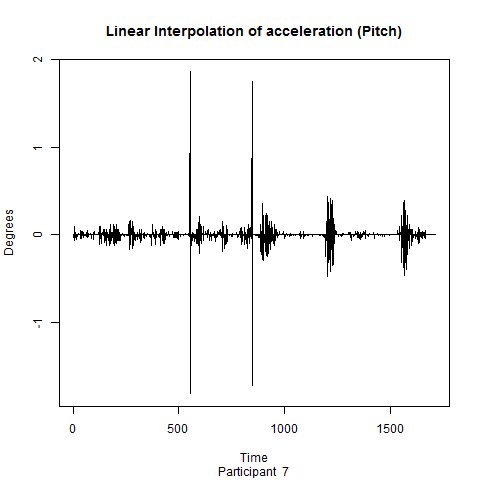 Linear Interpolation of acceleration (Pitch)
Degrees
2
1
0
-1
0 500 1000 1500
Time
Participant 7